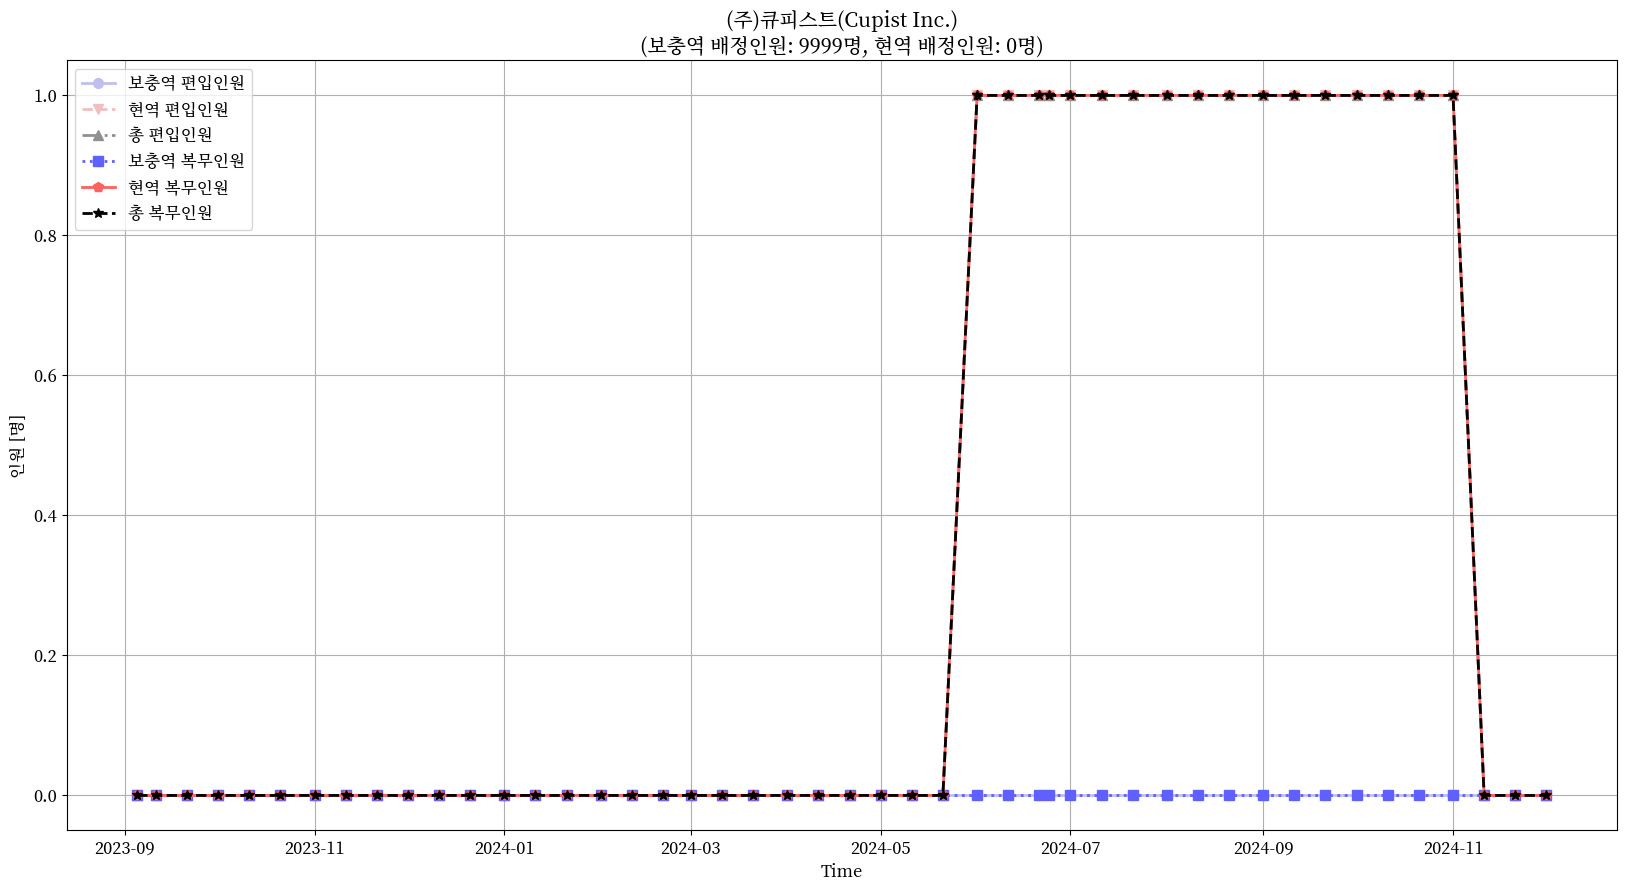 (주)큐피스트(Cupist Inc.)
(보충역 배정인원: 9999명, 현역 배정인원: 0명)
보충역 편입인원
현역 편입인원
총 편입인원
보충역 복무인원
현역 복무인원
총 복무인원
인원 [명]
1.0
0.8
0.6
0.4
0.2
0.0
2023-09
2023-11
2024-01
2024-03
2024-05
2024-07
2024-09
2024-11
Time